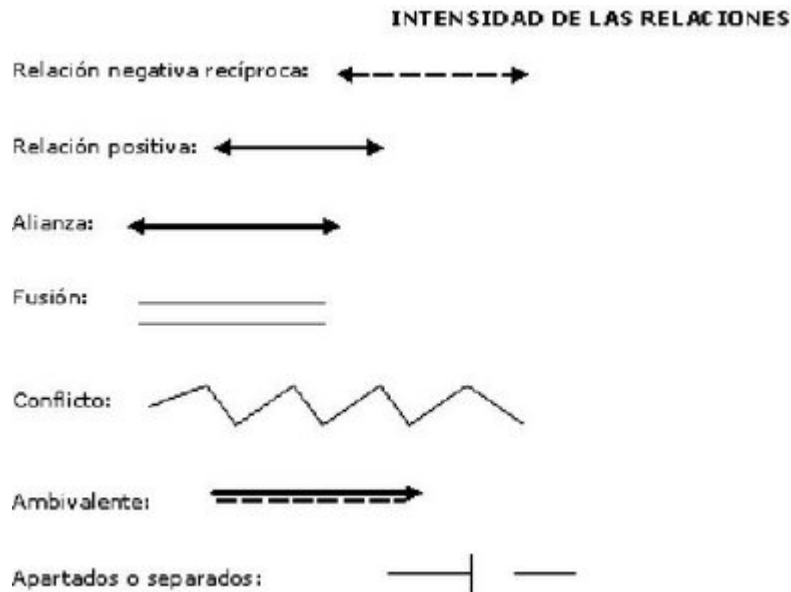 INTENSIDAD DE LAS RELACIONES
Relación negativa recíproca:
Relación positiva:
Alianza:
Fusión:
Conflicto:
Ambivalente:
Apartados o separados: